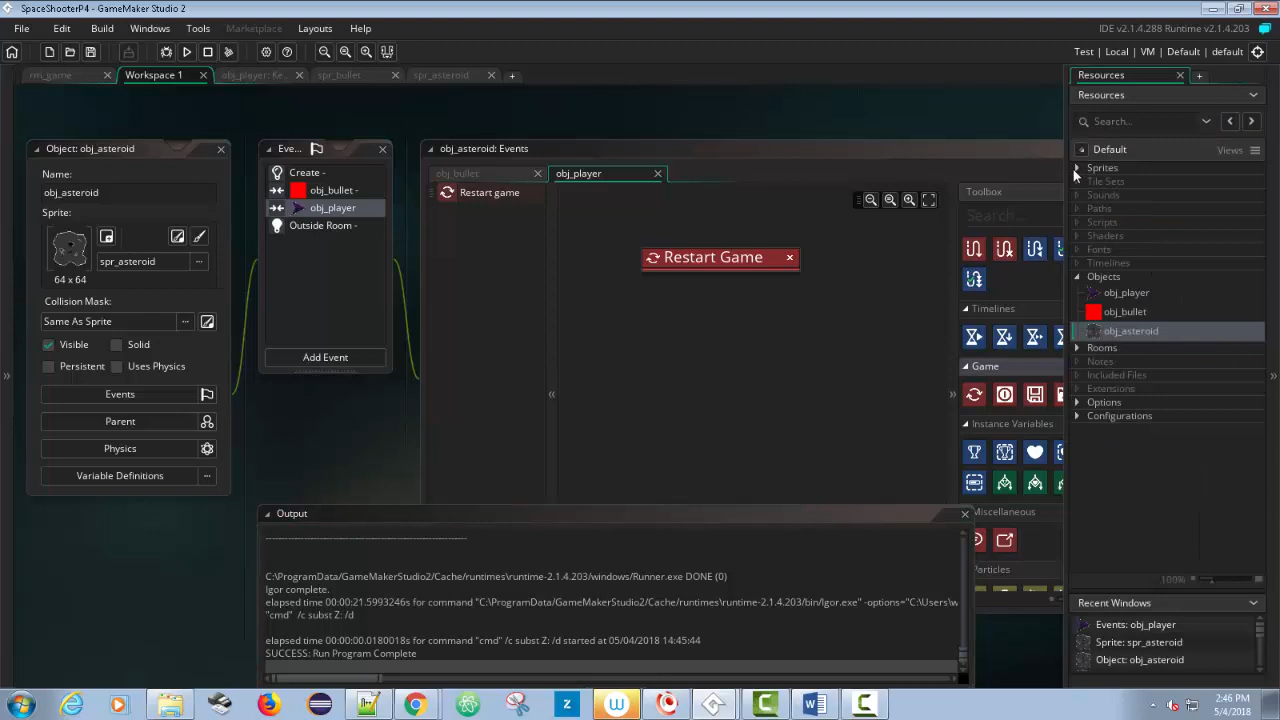 SpaceShooterP4 - GameMaker Studio 2
File Edit Build Windows Tools Marketplace Layouts Help
IDE v2.1.4.288 Runtime v2.1.4.203
Test | Local | VM | Default | default
rm_game
Workspace 1
obj_player: Ke...
spr_bullet
spr_asteroid
Resources
Resources
Search...
Default
Views
Sprites
Tile Sets
Sounds
Paths
Scripts
Shaders
Fonts
Timelines
Objects
obj_player
obj_bullet
obj_asteroid
Rooms
Notes
Included Files
Extensions
Options
Configurations
100%
Recent Windows
Events: obj_player
Sprite: spr_asteroid
Object: obj_asteroid
Object: obj_asteroid
Name:
obj_asteroid
Sprite:
spr_asteroid
64 x 64
Collision Mask:
Same As Sprite
Visible Solid
Persistent Uses Physics
Events
Parent
Physics
Variable Definitions
Eve...
Create -
obj_bullet -
obj_player
Outside Room -
Add Event
obj_asteroid: Events
obj_bullet
obj_player
Restart game
Restart Game
Toolbox
Search...
Timelines
Game
Instance Variables
Miscellaneous
Particles
Output
C:\ProgramData/GameMakerStudio2/Cache/runtimes\runtime-2.1.4.203/windows/Runner.exe DONE (0)
Igor complete.
elapsed time 00:00:21.5993246s for command "C:\ProgramData/GameMakerStudio2/Cache/runtimes\runtime-2.1.4.203/bin/Igor.exe" -options="C:\Users\w
"cmd" /c subst Z: /d
elapsed time 00:00:00.0180018s for command "cmd" /c subst Z: /d started at 05/04/2018 14:45:44
SUCCESS: Run Program Complete
2:46 PM
5/4/2018